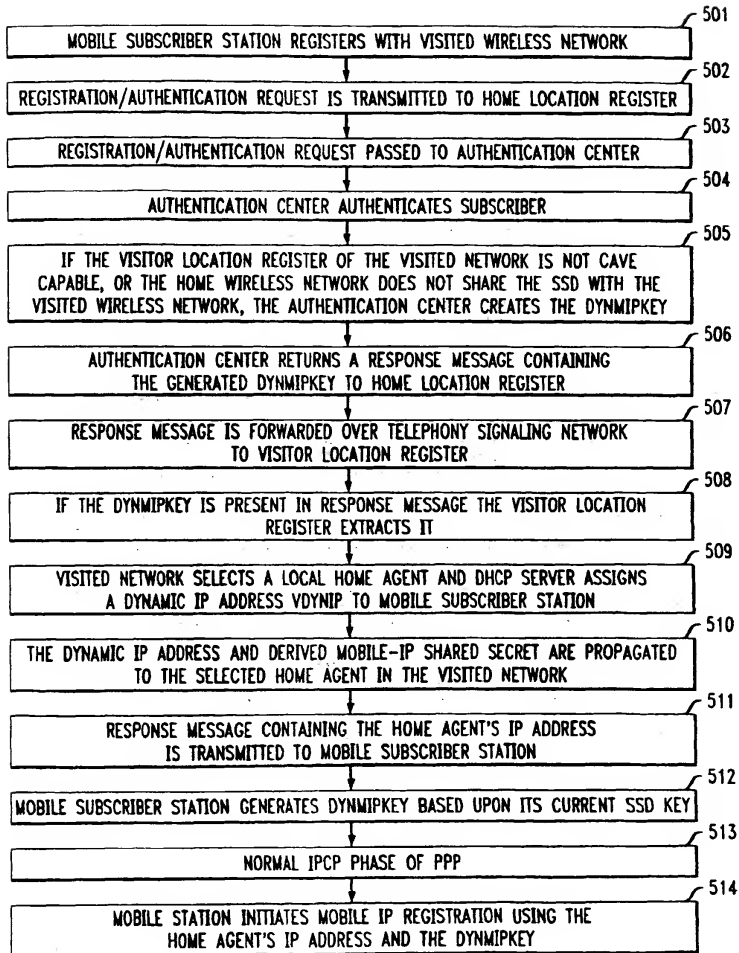 501
MOBILE SUBSCRIBER STATION REGISTERS WITH VISITED WIRELESS NETWORK
502
REGISTRATION/AUTHENTICATION REQUEST IS TRANSMITTED TO HOME LOCATION REGISTER
503
REGISTRATION/AUTHENTICATION REQUEST PASSED TO AUTHENTICATION CENTER
504
AUTHENTICATION CENTER AUTHENTICATES SUBSCRIBER
505
IF THE VISITOR LOCATION REGISTER OF THE VISITED NETWORK IS NOT CAVE
CAPABLE, OR THE HOME WIRELESS NETWORK DOES NOT SHARE THE SSD WITH THE
VISITED WIRELESS NETWORK, THE AUTHENTICATION CENTER CREATES THE DYNMIPKEY
506
AUTHENTICATION CENTER RETURNS A RESPONSE MESSAGE CONTAINING
THE GENERATED DYNMIPKEY TO HOME LOCATION REGISTER
507
RESPONSE MESSAGE IS FORWARDED OVER TELEPHONY SIGNALING NETWORK
TO VISITOR LOCATION REGISTER
508
IF THE DYNMIPKEY IS PRESENT IN RESPONSE MESSAGE THE VISITOR LOCATION
REGISTER EXTRACTS IT
509
VISITED NETWORK SELECTS A LOCAL HOME AGENT AND DHCP SERVER ASSIGNS
A DYNAMIC IP ADDRESS VDYNIP TO MOBILE SUBSCRIBER STATION
510
THE DYNAMIC IP ADDRESS AND DERIVED MOBILE-IP SHARED SECRET ARE PROPAGATED
TO THE SELECTED HOME AGENT IN THE VISITED NETWORK
511
RESPONSE MESSAGE CONTAINING THE HOME AGENT'S IP ADDRESS
IS TRANSMITTED TO MOBILE SUBSCRIBER STATION
512
MOBILE SUBSCRIBER STATION GENERATES DYNMIPKEY BASED UPON ITS CURRENT SSD KEY
513
NORMAL IPCP PHASE OF PPP
514
MOBILE STATION INITIATES MOBILE IP REGISTRATION USING THE
HOME AGENT'S IP ADDRESS AND THE DYNMIPKEY